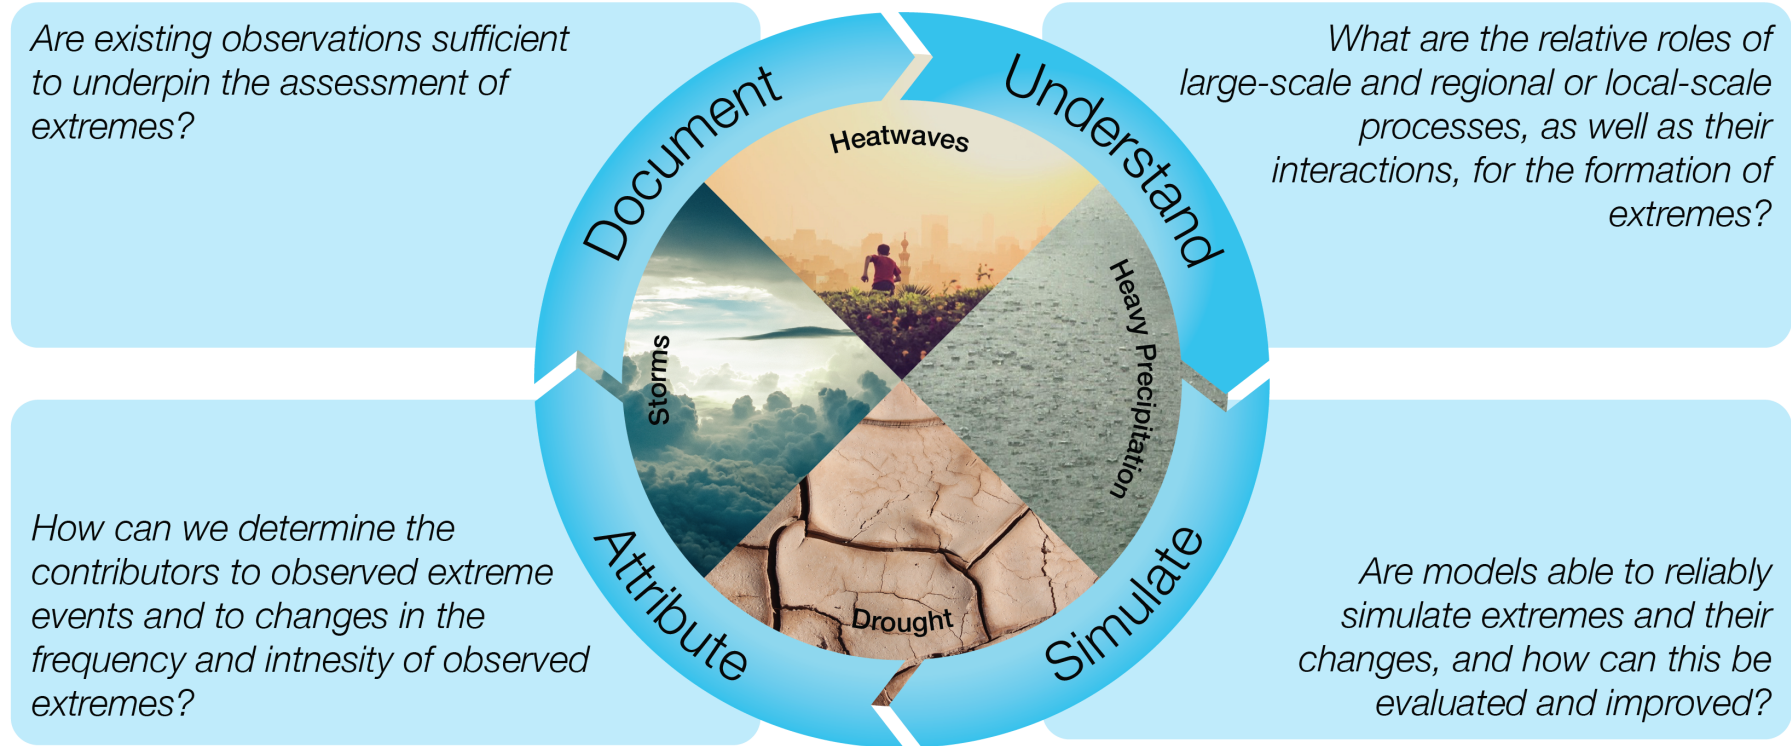 Are existing observations sufficient
to underpin the assessment of
extremes?
What are the relative roles of
large-scale and regional or local-scale
processes, as well as their
interactions, for the formation of
extremes?
Document
Understand
Heatwaves
Storms
Heavy Precipitation
Drought
Attribute
Simulate
How can we determine the
contributors to observed extreme
events and to changes in the
frequency and intnesity of observed
extremes?
Are models able to reliably
simulate extremes and their
changes, and how can this be
evaluated and improved?